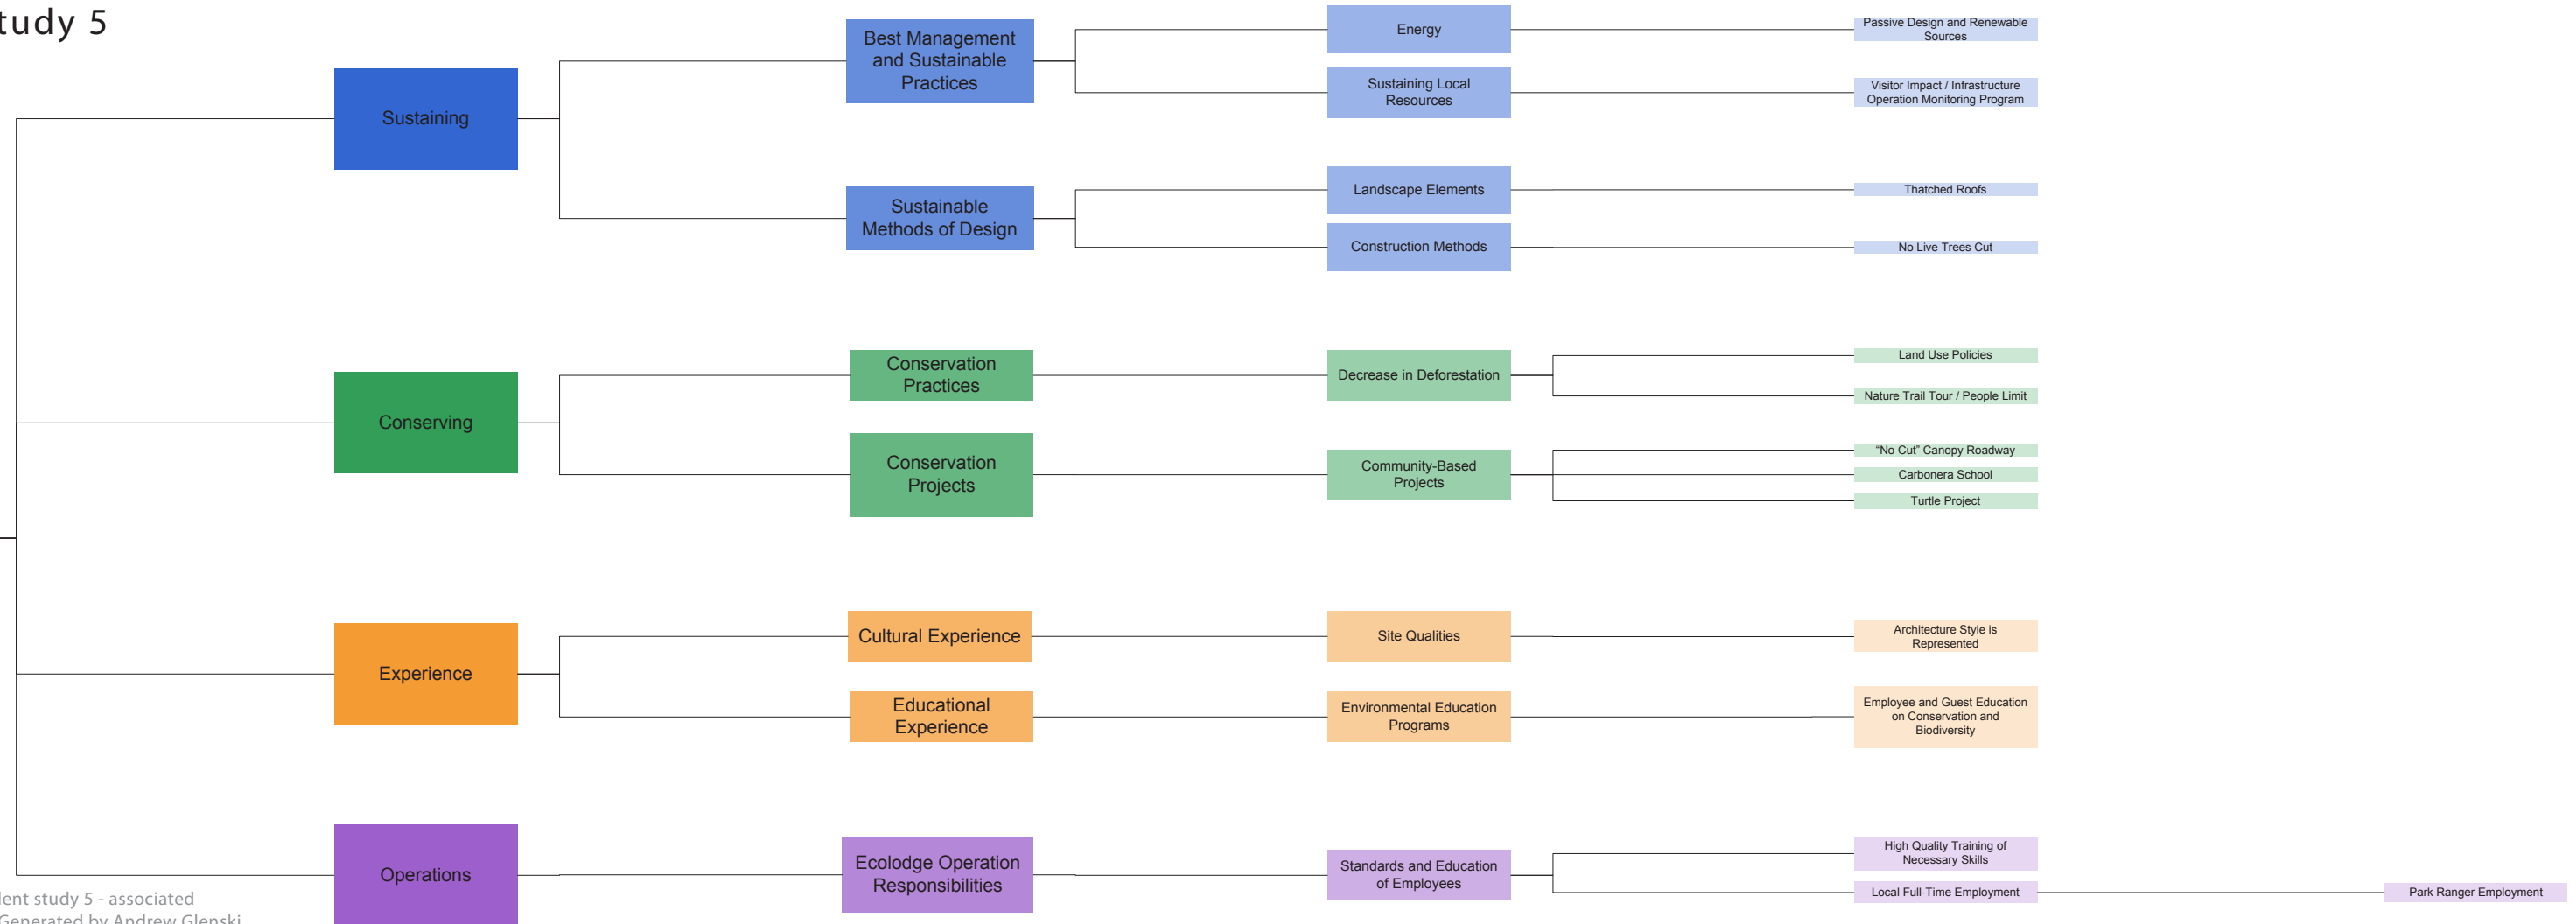 tudy 5
Sustaining
Best Management
and Sustainable
Practices
Energy
Passive Design and Renewable
Sources
Sustaining Local
Resources
Visitor Impact / Infrastructure
Operation Monitoring Program
Sustainable
Methods of Design
Landscape Elements
Thatched Roofs
Construction Methods
No Live Trees Cut
Conserving
Conservation
Practices
Decrease in Deforestation
Land Use Policies
Nature Trail Tour / People Limit
Conservation
Projects
Community-Based
Projects
“No Cut” Canopy Roadway
Carbonera School
Turtle Project
Experience
Cultural Experience
Site Qualities
Architecture Style is
Represented
Educational
Experience
Environmental Education
Programs
Employee and Guest Education
on Conservation and
Biodiversity
Operations
Ecolodge Operation
Responsibilities
Standards and Education
of Employees
High Quality Training of
Necessary Skills
Local Full-Time Employment
Park Ranger Employment
dent study 5 - associated
Generated by Andrew Glenski